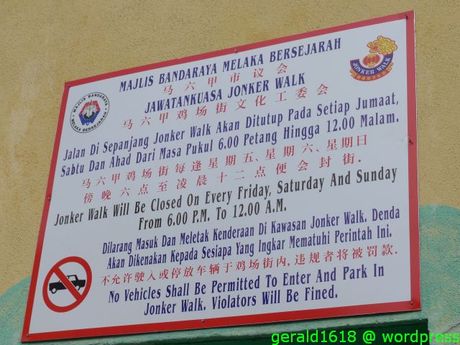 MAJLIS BANDARAYA MELAKA BERSEJARAH
马六甲市议会
JAWATANKUASA JONKER WALK
马六甲鸡场街文化工委会
Jalan Di Sepanjang Jonker Walk Akan Ditutup Pada Setiap Jumaat,
Sabtu Dan Ahad Dari Masa Pukul 6.00 Petang Hingga 12.00 Malam.
马六甲鸡场街每逢星期五、星期六、星期日
傍晚六点至凌晨十二点便会封街.
Jonker Walk Will Be Closed On Every Friday, Saturday And Sunday
From 6.00 P.M. To 12.00 A.M.
Dilarang Masuk Dan Meletak Kenderaan Di Kawasan Jonker Walk. Denda
Akan Dikenakan Kepada Sesiapa Yang Ingkar Mematuhi Perintah Ini.
不允许驶入或停放车辆于鸡场街内,违规者将被罚款.
No Vehicles Shall Be Permitted To Enter And Park In
Jonker Walk. Violators Will Be Fined.
MAJLIS BANDARAYA
MELAKA BERSEJARAH
JONKER WALK
gerald1618 @ wordpress